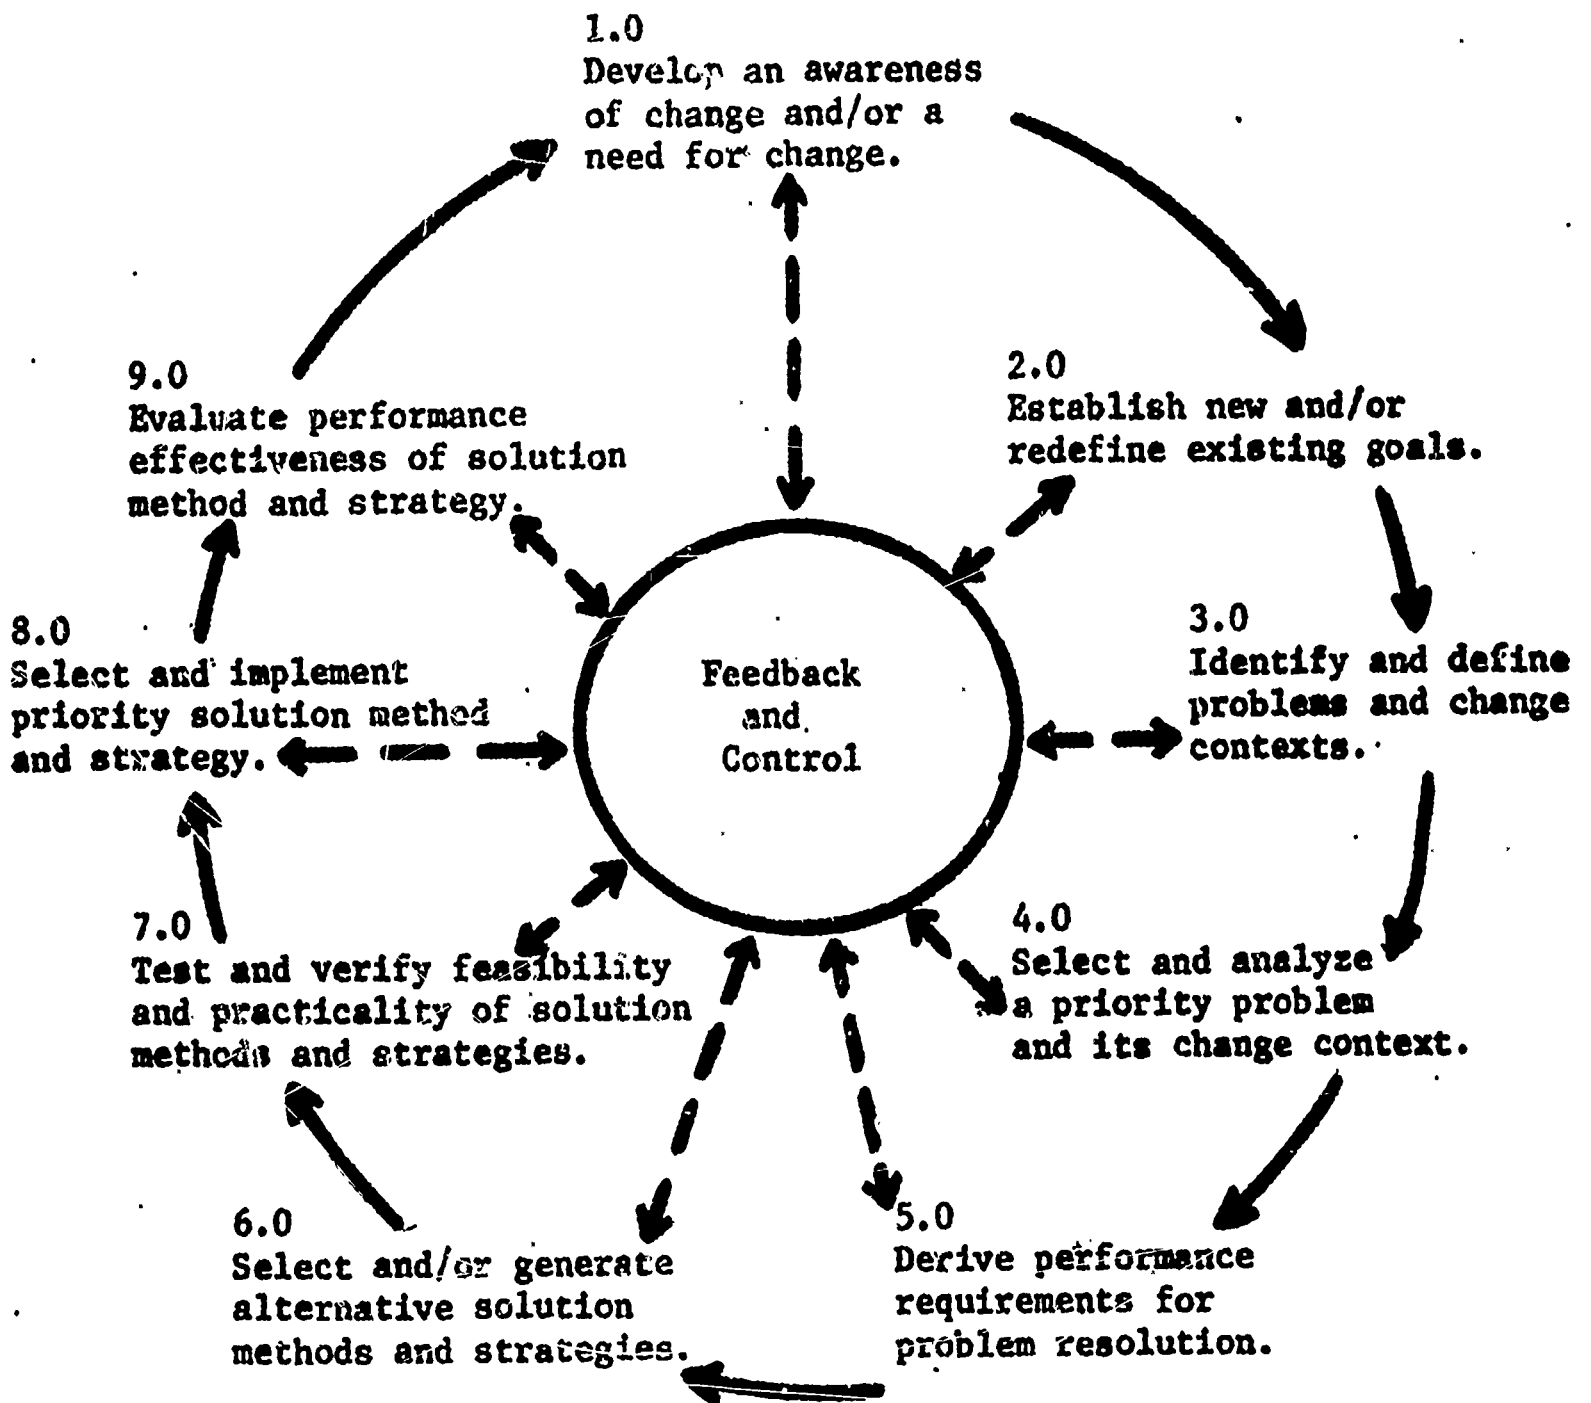 1.0
Develop an awareness
of change and/or a
need for change.
2.0
Establish new and/or
redefine existing goals.
3.0
Identify and define
problems and change
contexts.
4.0
Select and analyze
a priority problem
and its change context.
5.0
Derive performance
requirements for
problem resolution.
6.0
Select and/or generate
alternative solution
methods and strategies.
7.0
Test and verify feasibility
and practicality of solution
methods and strategies.
8.0
Select and implement
priority solution method
and strategy.
9.0
Evaluate performance
effectiveness of solution
method and strategy.
Feedback
and
Control